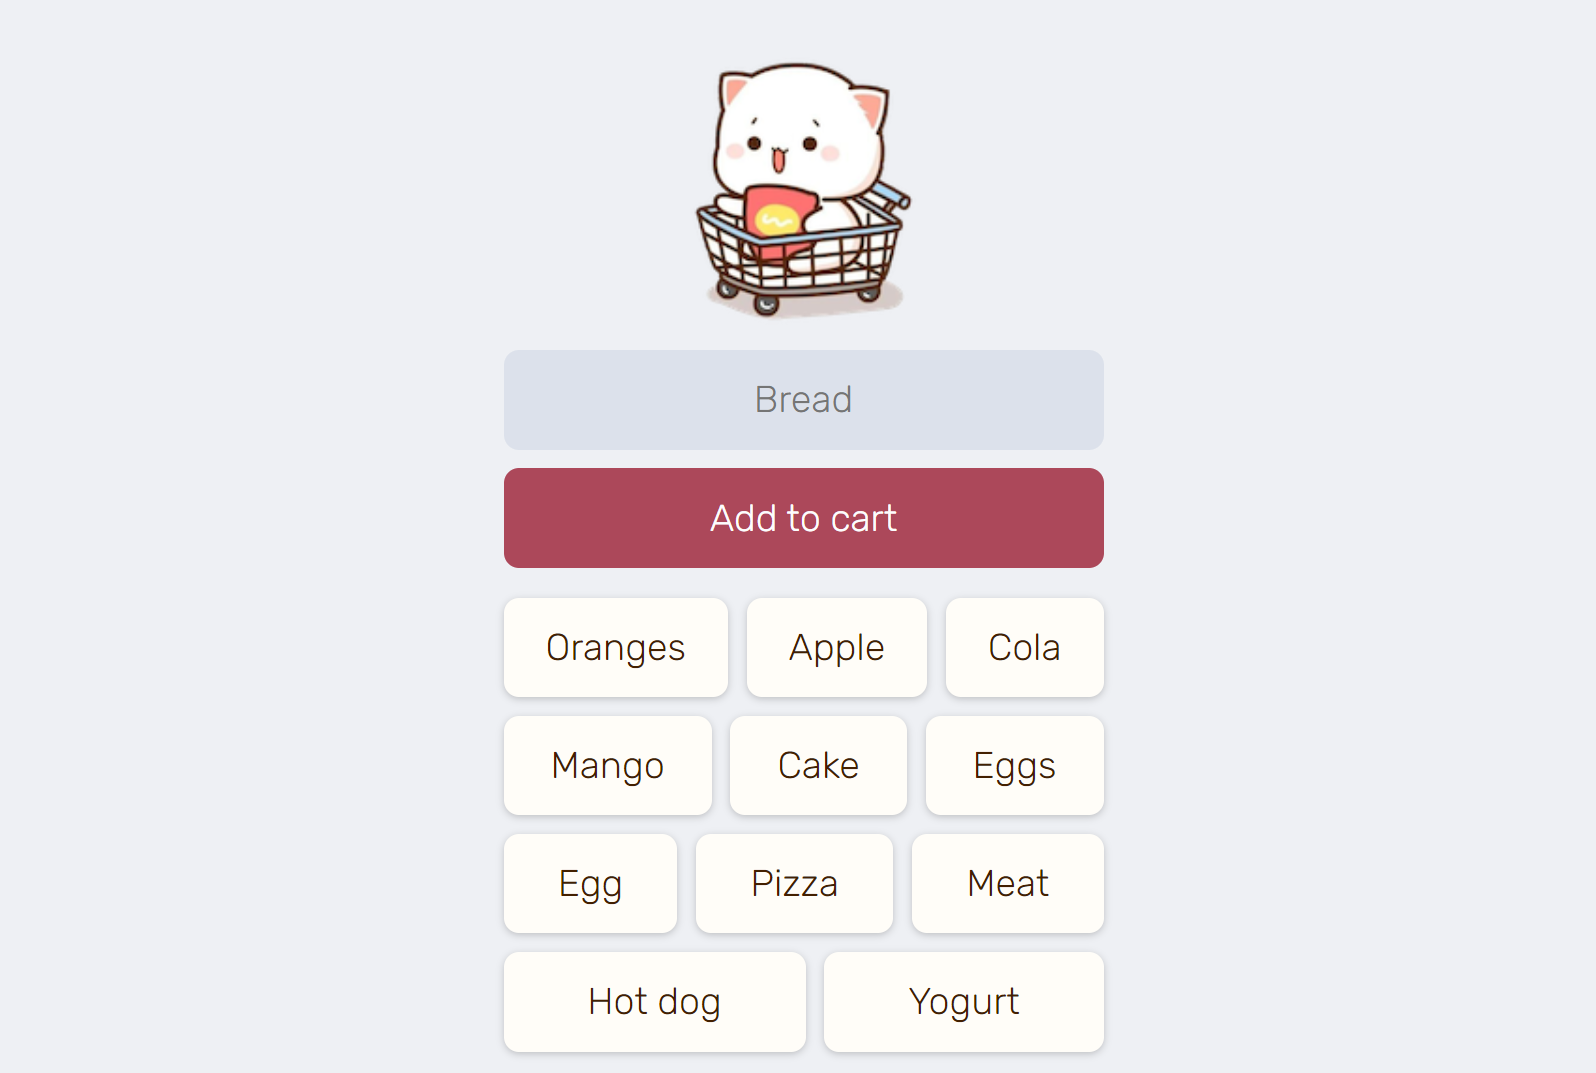 Bread
Add to cart
Oranges Apple Cola
Mango Cake Eggs
Egg Pizza Meat
Hot dog Yogurt